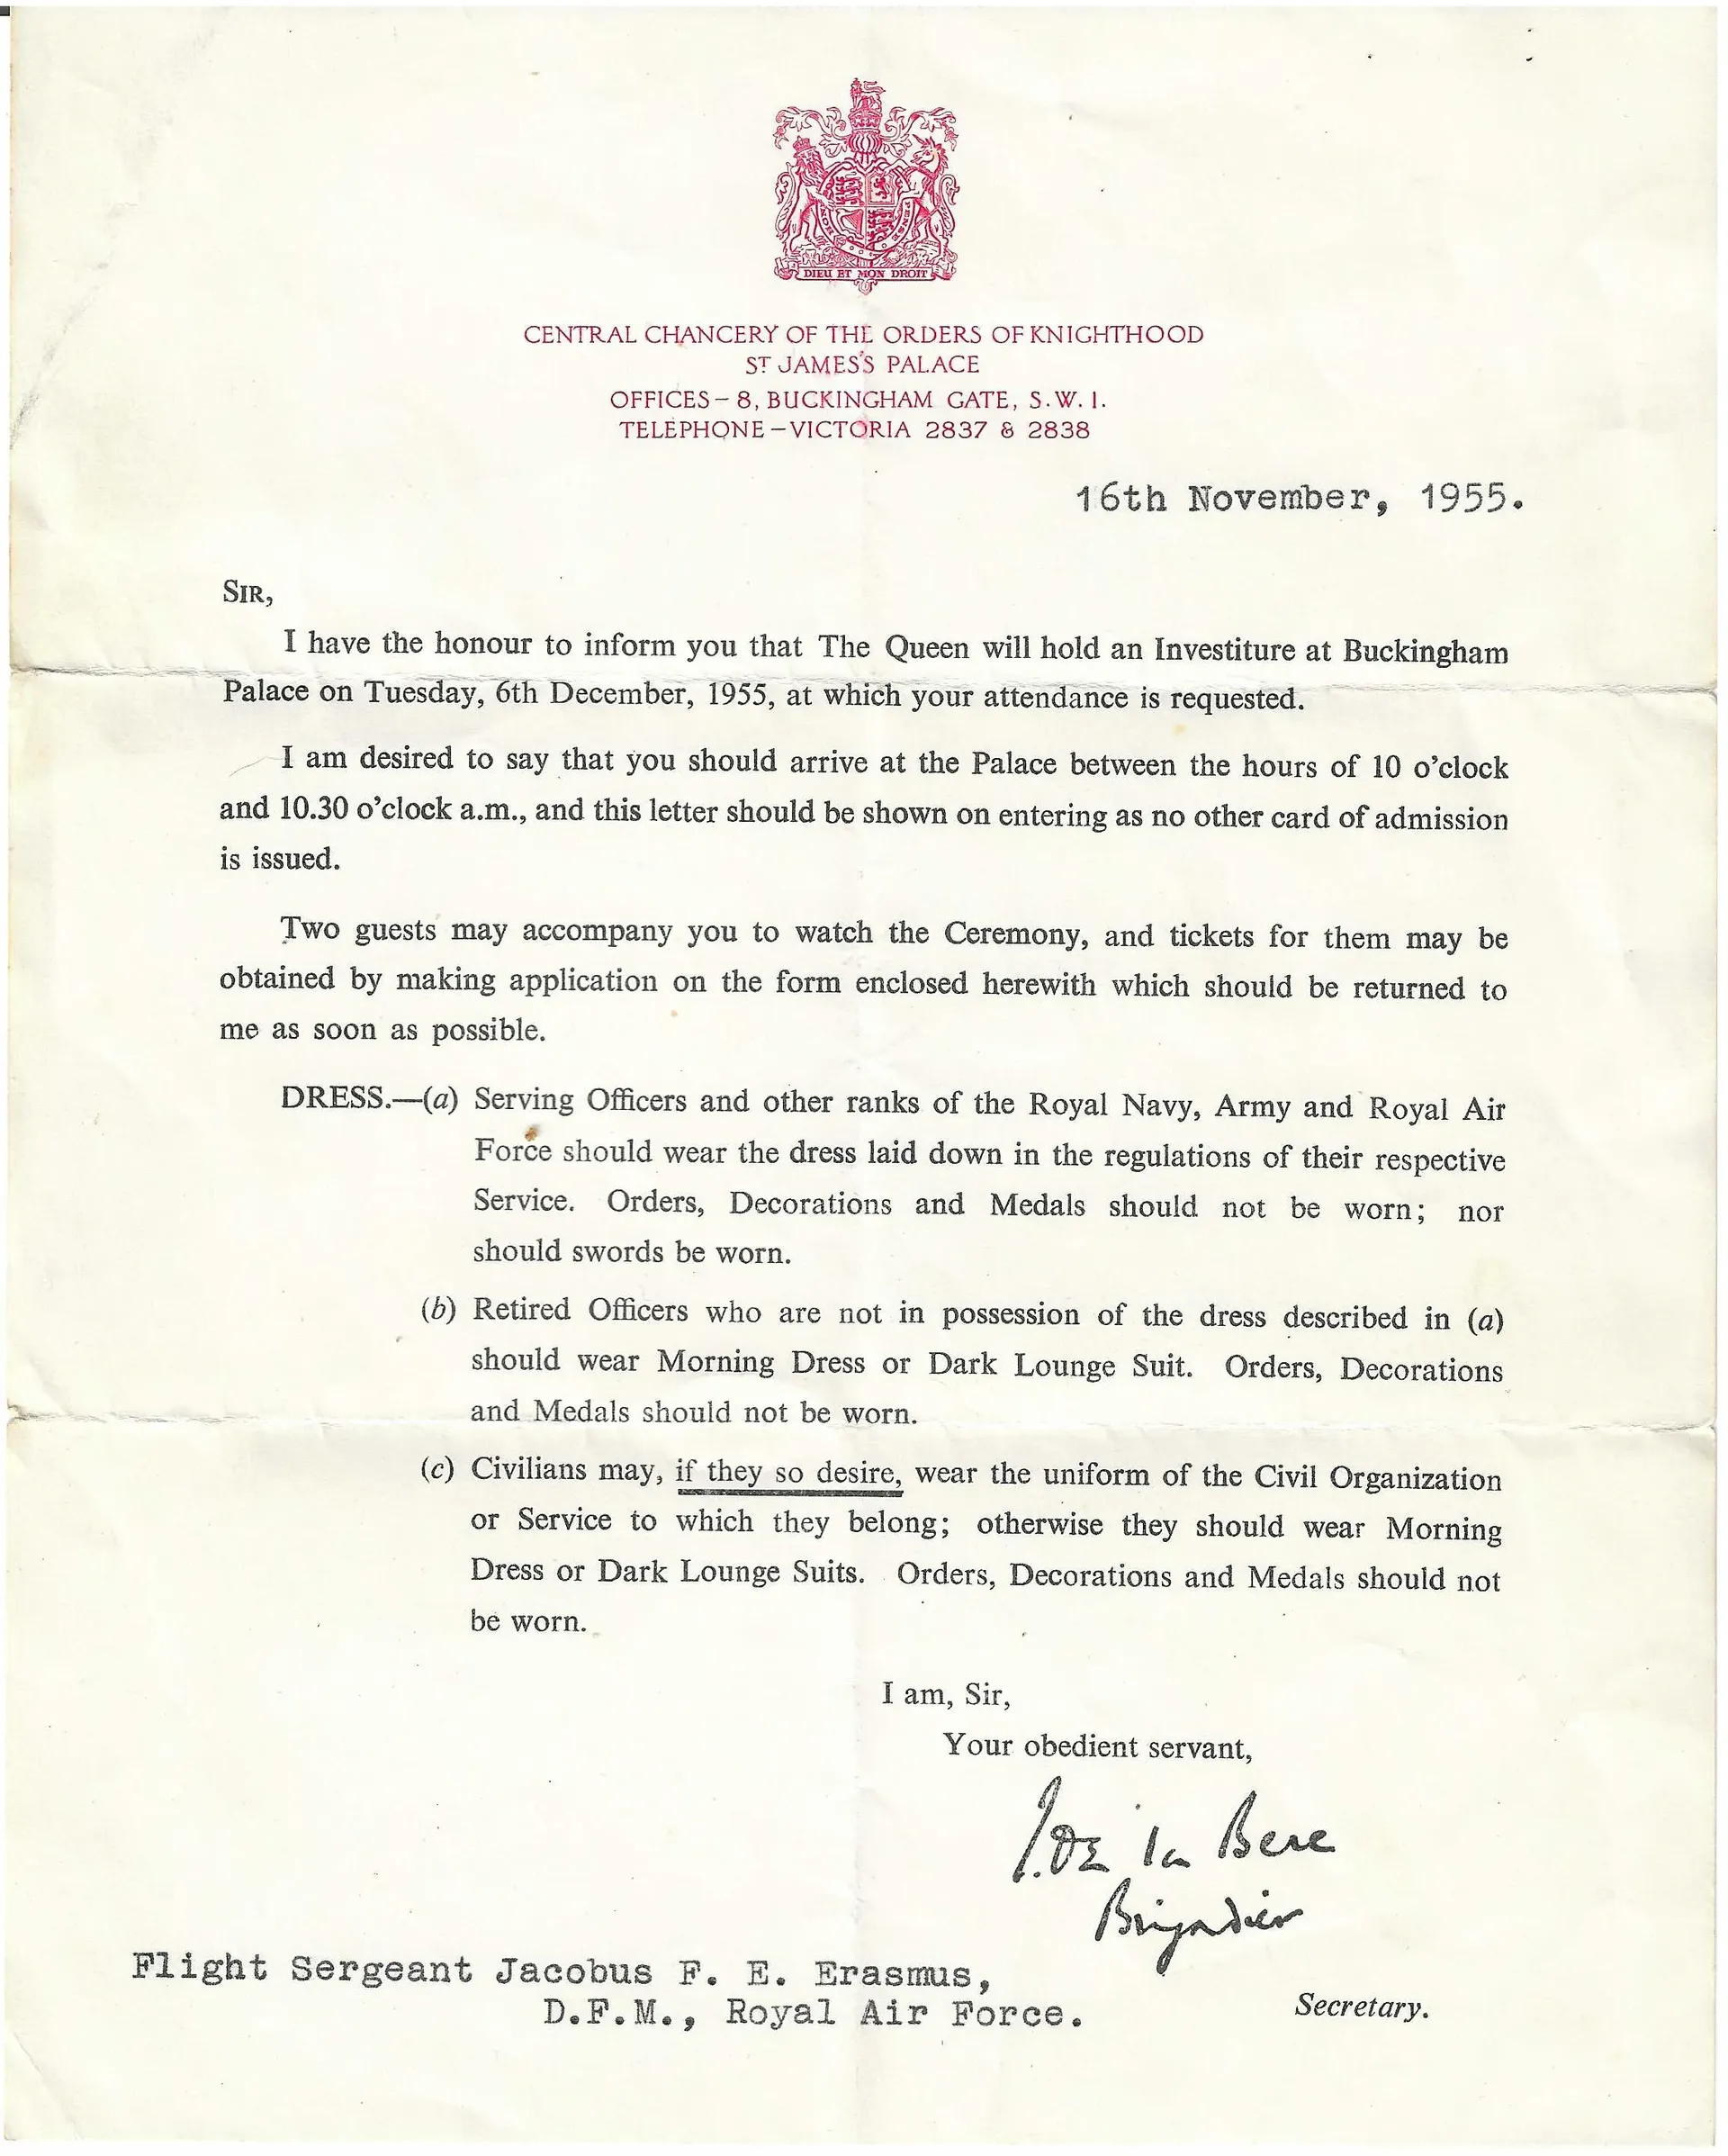 DIEU ET MON DROIT
CENTRAL CHANCERY OF THE ORDERS OF KNIGHTHOOD
ST. JAMES'S PALACE
OFFICES – 8, BUCKINGHAM GATE, S.W.1.
TELEPHONE – VICTORIA 2837 & 2838
16th November, 1955.
SIR,
I have the honour to inform you that The Queen will hold an Investiture at Buckingham
Palace on Tuesday, 6th December, 1955, at which your attendance is requested.
I am desired to say that you should arrive at the Palace between the hours of 10 o'clock
and 10.30 o'clock a.m., and this letter should be shown on entering as no other card of admission
is issued.
Two guests may accompany you to watch the Ceremony, and tickets for them may be
obtained by making application on the form enclosed herewith which should be returned to
me as soon as possible.
DRESS.—(a) Serving Officers and other ranks of the Royal Navy, Army and Royal Air
Force should wear the dress laid down in the regulations of their respective
Service. Orders, Decorations and Medals should not be worn; nor
should swords be worn.
(b) Retired Officers who are not in possession of the dress described in (a)
should wear Morning Dress or Dark Lounge Suit. Orders, Decorations
and Medals should not be worn.
(c) Civilians may, if they so desire, wear the uniform of the Civil Organization
or Service to which they belong; otherwise they should wear Morning
Dress or Dark Lounge Suits. Orders, Decorations and Medals should not
be worn.
I am, Sir,
Your obedient servant,
I. De la Bere
Brigadier
Secretary.
Flight Sergeant Jacobus F. E. Erasmus,
D.F.M., Royal Air Force.